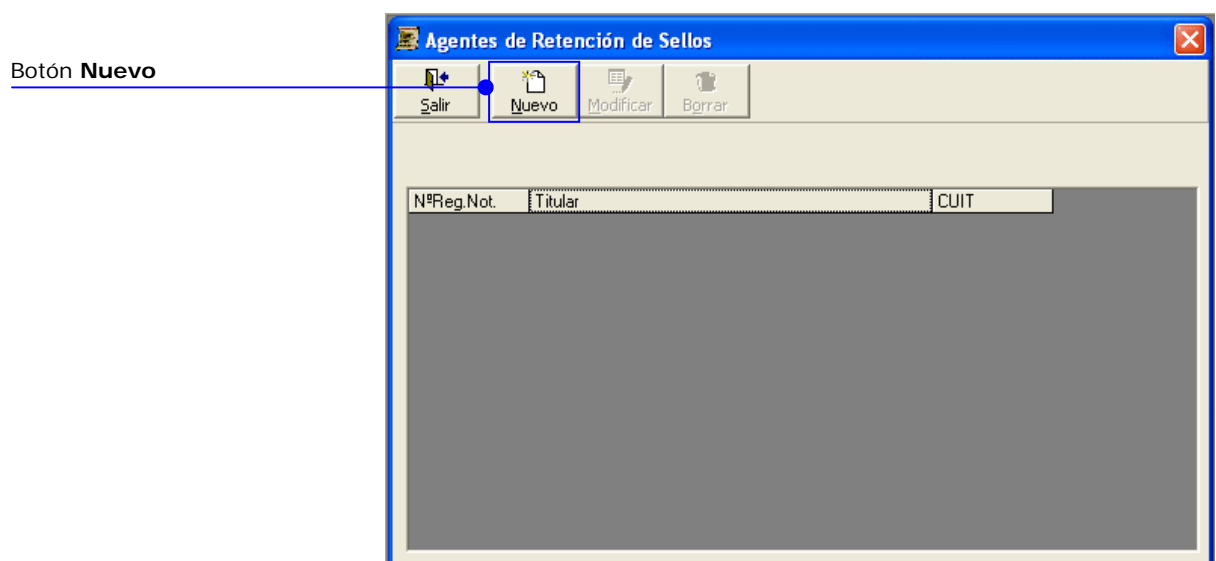 Agentes de Retención de Sellos
Botón Nuevo
Salir Nuevo Modificar Borrar
NºReg.Not. Titular CUIT